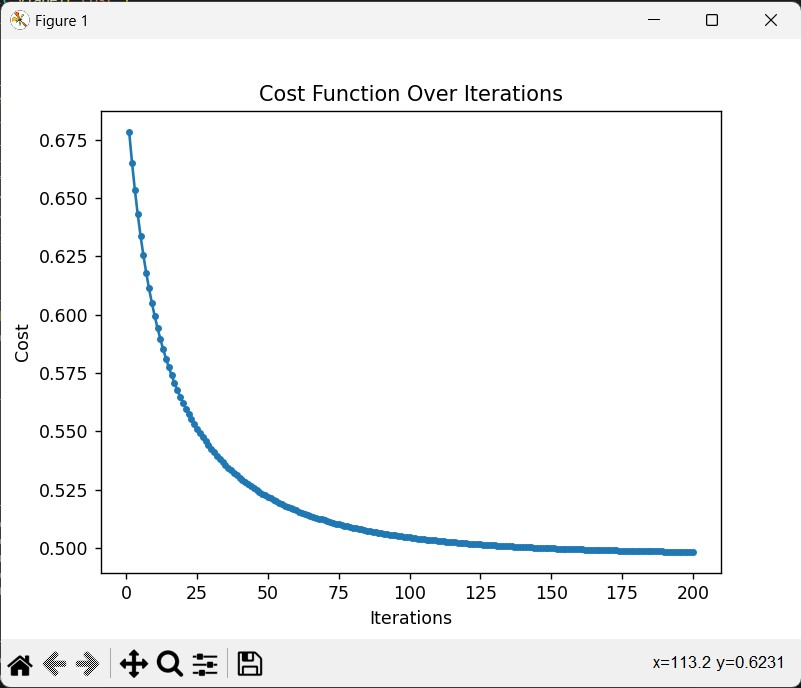 Figure 1
Cost Function Over Iterations
0.675
0.650
0.625
0.600
0.575
0.550
0.525
0.500
Cost
0 25 50 75 100 125 150 175 200
Iterations
x=113.2 y=0.6231